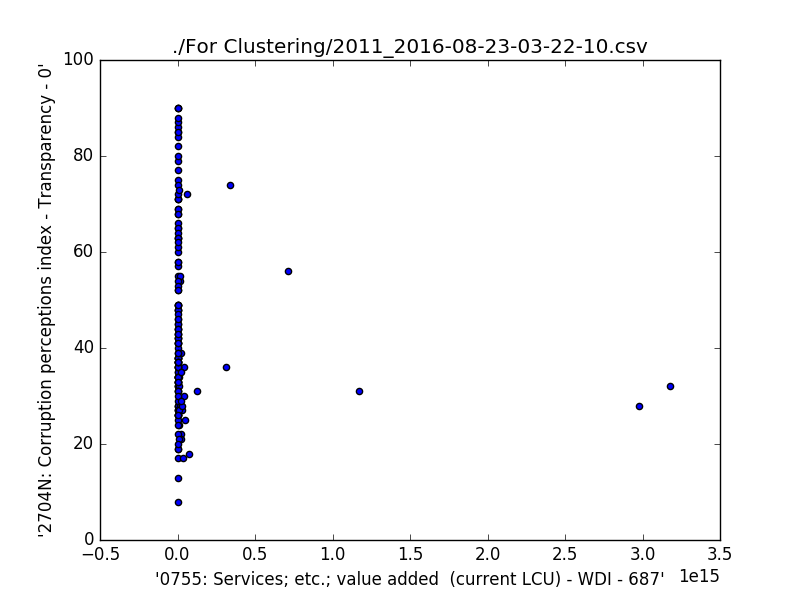 ./For Clustering/2011_2016-08-23-03-22-10.csv
100
80
60
40
20
0
'2704N: Corruption perceptions index - Transparency - 0'
−0.5 0.0 0.5 1.0 1.5 2.0 2.5 3.0 3.5
1e15
'0755: Services; etc.; value added  (current LCU) - WDI - 687'